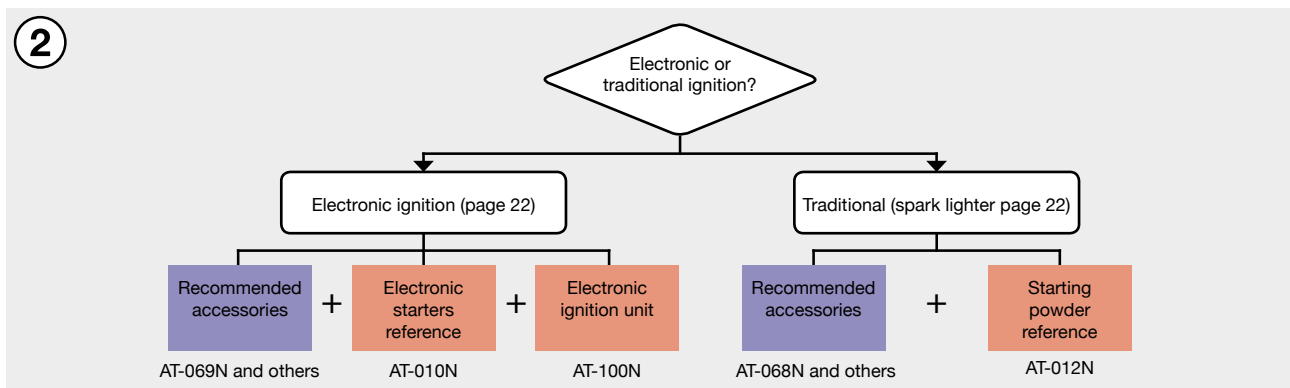 2
Electronic or
traditional ignition?
Electronic ignition (page 22)
Traditional (spark lighter page 22)
Recommended
accessories
+
Electronic
starters
reference
+
Electronic
ignition unit
Recommended
accessories
+
Starting
powder
reference
AT-069N and others
AT-010N
AT-100N
AT-068N and others
AT-012N